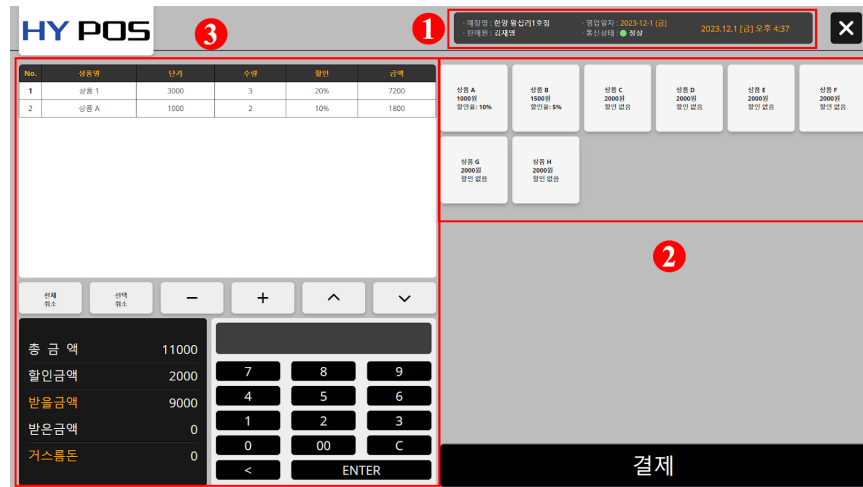 HY POS
3
1
· 매장명 : 한양 왕십리1호점 · 영업일자 : 2023-12-1 (금)
· 판매원 : 김재영 · 통신상태 : 정상
2023.12.1 [금] 오후 4:37
No. 상품명 단가 수량 할인 금액
1 상품 1 3000 3 20% 7200
2 상품 A 1000 2 10% 1800
상품 A
1000원
할인율: 10%
상품 B
1500원
할인율: 5%
상품 C
2000원
할인 없음
상품 D
2000원
할인 없음
상품 E
2000원
할인 없음
상품 F
2000원
할인 없음
상품 G
2000원
할인 없음
상품 H
2000원
할인 없음
2
전체
취소
선택
취소
− +
총 금 액 11000
할인금액 2000
받을금액 9000
받은금액 0
거스름돈 0
7 8 9
4 5 6
1 2 3
0 00 C
< ENTER
결제